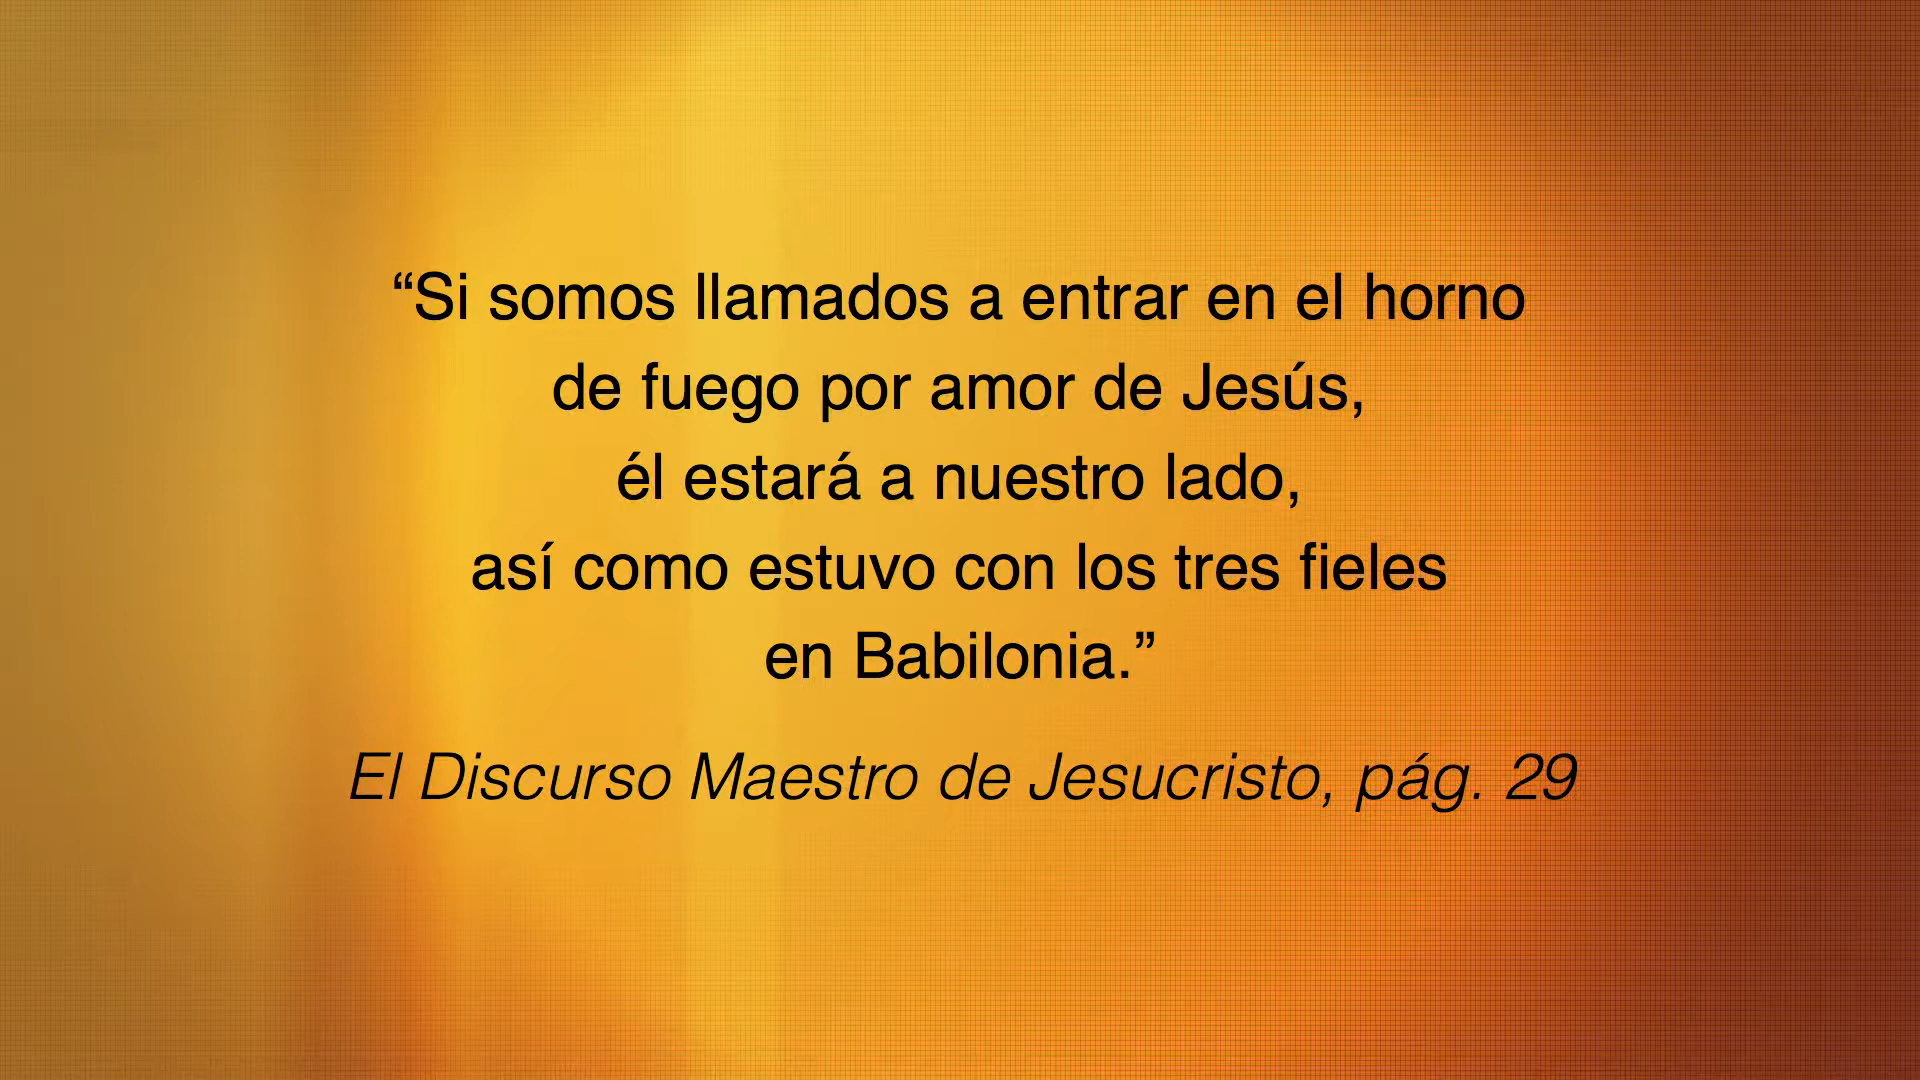 “Si somos llamados a entrar en el horno
de fuego por amor de Jesús,
él estará a nuestro lado,
así como estuvo con los tres fieles
en Babilonia.”
El Discurso Maestro de Jesucristo, pág. 29